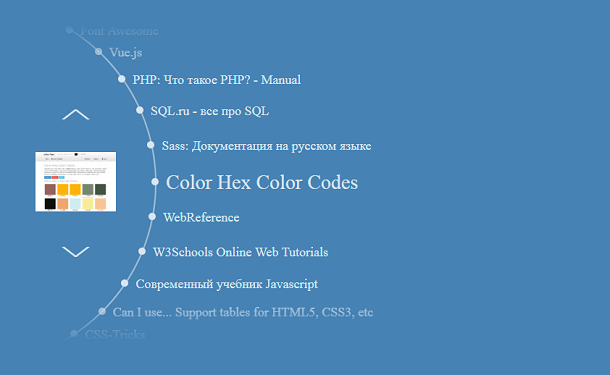 Font Awesome
Vue.js
PHP: Что такое PHP? - Manual
SQL.ru - все про SQL
Sass: Документация на русском языке
Color Hex Color Codes
WebReference
W3Schools Online Web Tutorials
Современный учебник Javascript
Can I use... Support tables for HTML5, CSS3, etc
CSS-Tricks